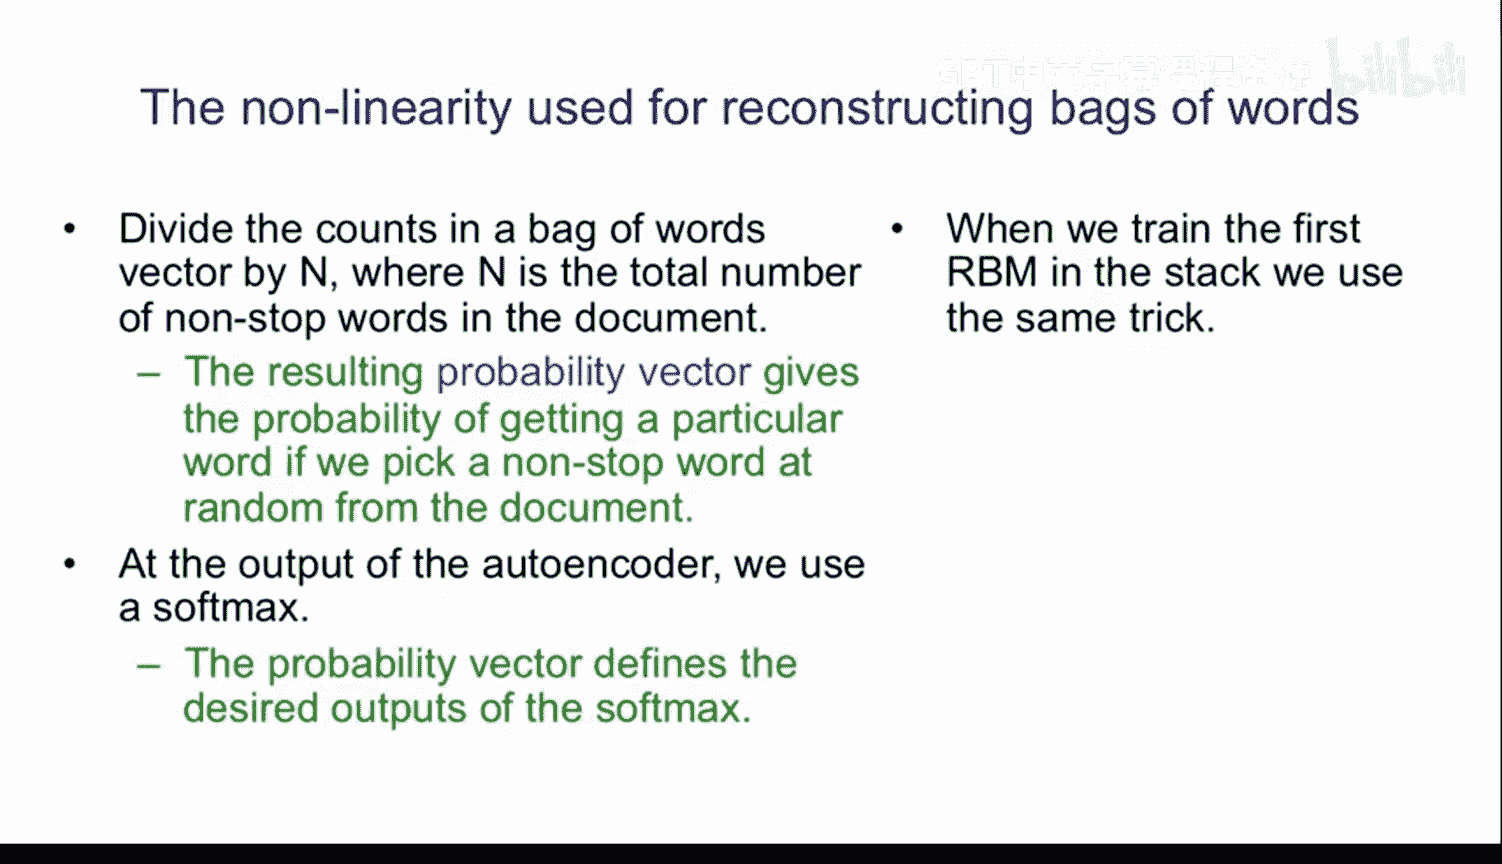 bilibili
The non-linearity used for reconstructing bags of words
• Divide the counts in a bag of words
vector by N, where N is the total number
of non-stop words in the document.
– The resulting probability vector gives
the probability of getting a particular
word if we pick a non-stop word at
random from the document.
• At the output of the autoencoder, we use
a softmax.
– The probability vector defines the
desired outputs of the softmax.
• When we train the first
RBM in the stack we use
the same trick.